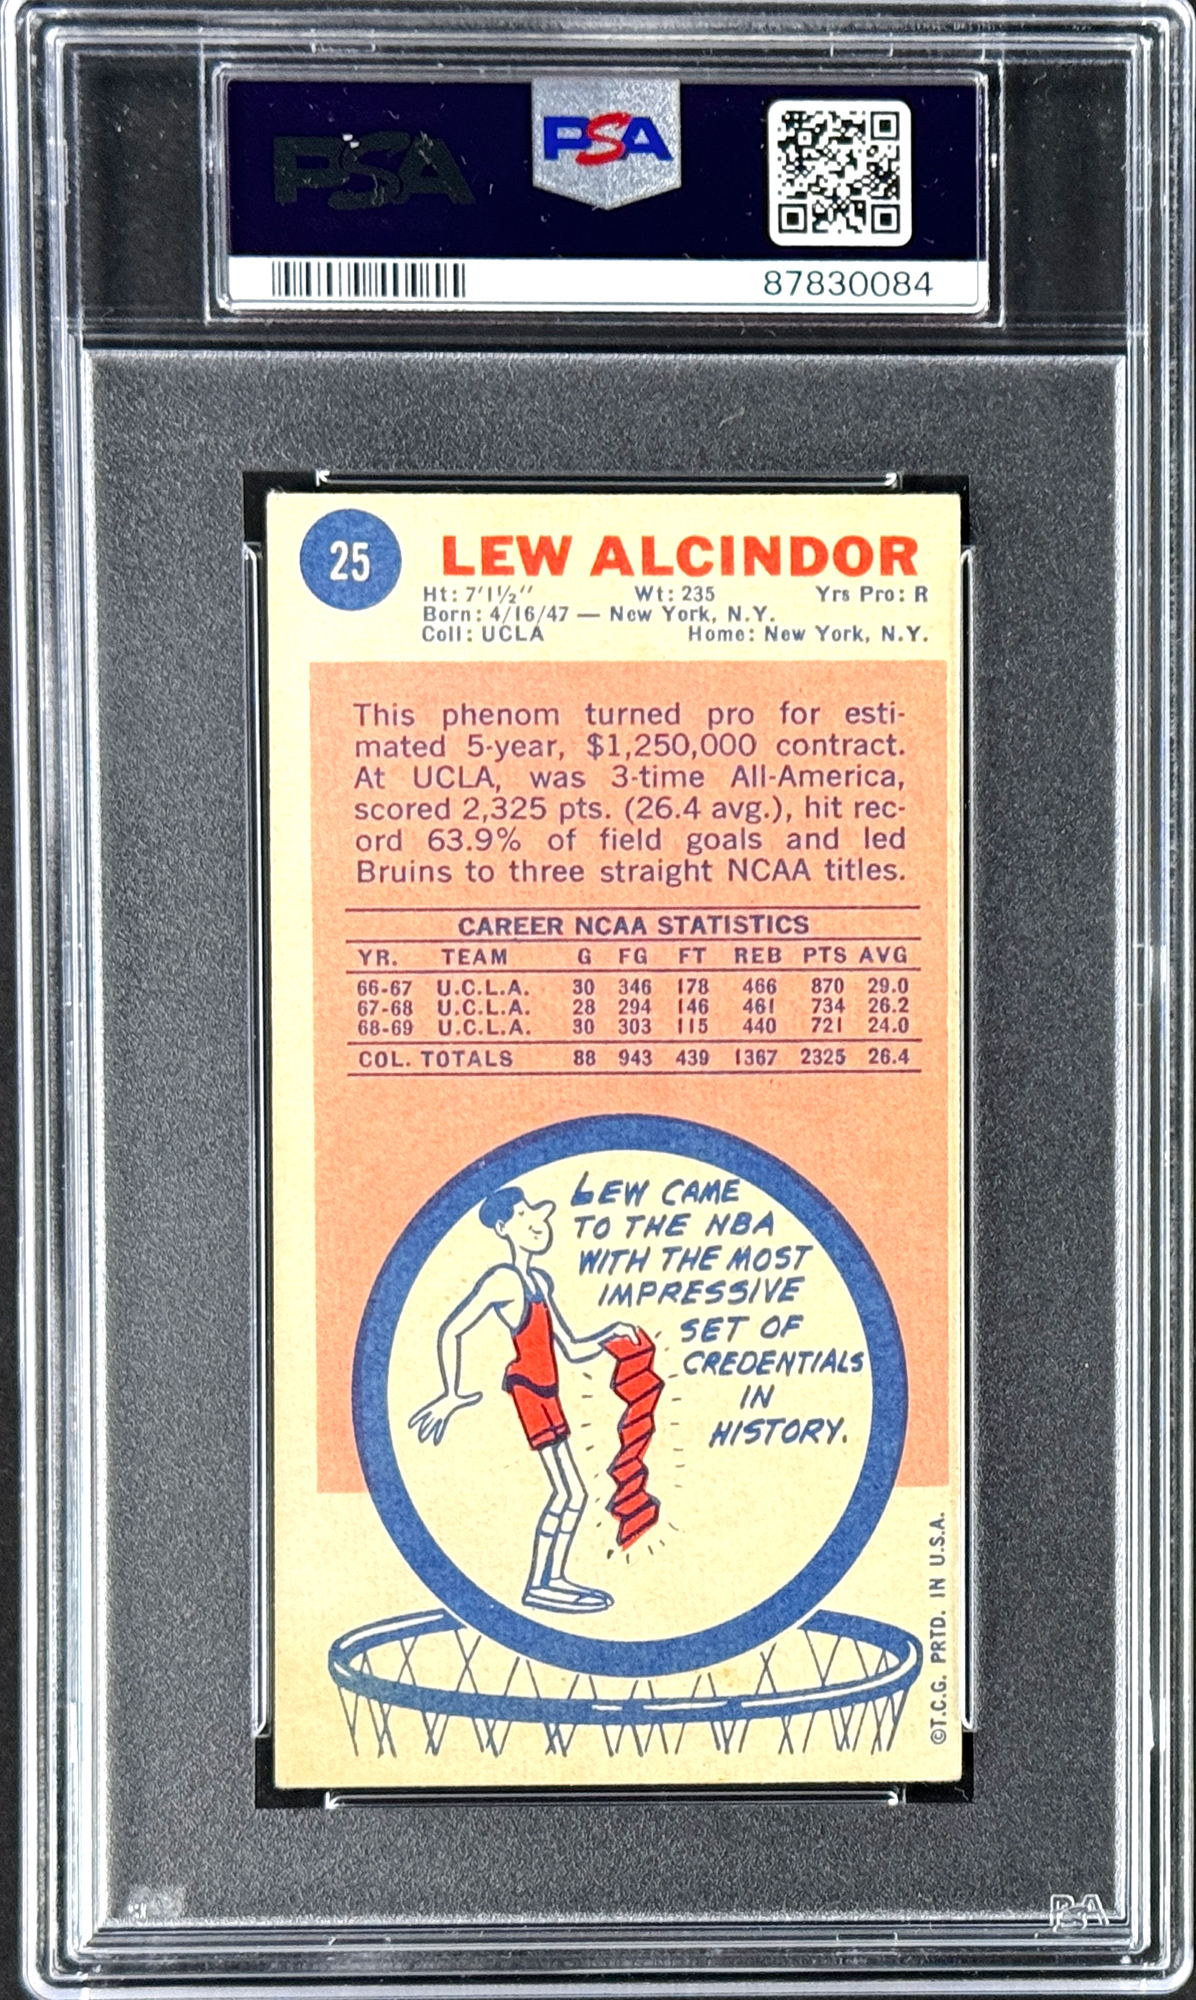 PSA
PSA
87830084
25
LEW ALCINDOR
Ht: 7'1½" Wt: 235 Yrs Pro: R
Born: 4/16/47 — New York, N.Y.
Coll: UCLA Home: New York, N.Y.
This phenom turned pro for esti-
mated 5-year, $1,250,000 contract.
At UCLA, was 3-time All-America,
scored 2,325 pts. (26.4 avg.), hit rec-
ord 63.9% of field goals and led
Bruins to three straight NCAA titles.
CAREER NCAA STATISTICS
YR. TEAM G FG FT REB PTS AVG
66-67 U.C.L.A. 30 346 178 466 870 29.0
67-68 U.C.L.A. 28 294 146 461 734 26.2
68-69 U.C.L.A. 30 303 115 440 721 24.0
COL. TOTALS 88 943 439 1367 2325 26.4
LEW CAME
TO THE NBA
WITH THE MOST
IMPRESSIVE
SET OF
CREDENTIALS
IN
HISTORY.
©T.C.G. PRTD. IN U.S.A.
PSA